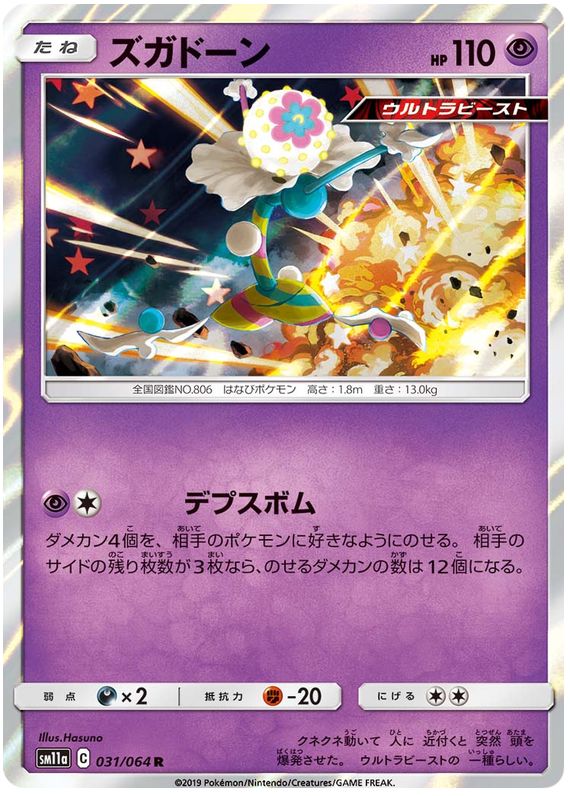 たね ズガドーン HP 110
ウルトラビースト
全国図鑑NO.806 はなびポケモン 高さ:1.8m 重さ:13.0kg
デプスボム
ダメカン4個を、相手のポケモンに好きなようにのせる。相手の
サイドの残り枚数が3枚なら、のせるダメカンの数は12個になる。
弱点 ×2 抵抗力 -20 にげる
Illus.Hasuno
sm11a C 031/064 R
クネクネ動いて 人に 近付くと 突然 頭を
爆発させた。 ウルトラビーストの 一種らしい。
©2019 Pokémon/Nintendo/Creatures/GAME FREAK.